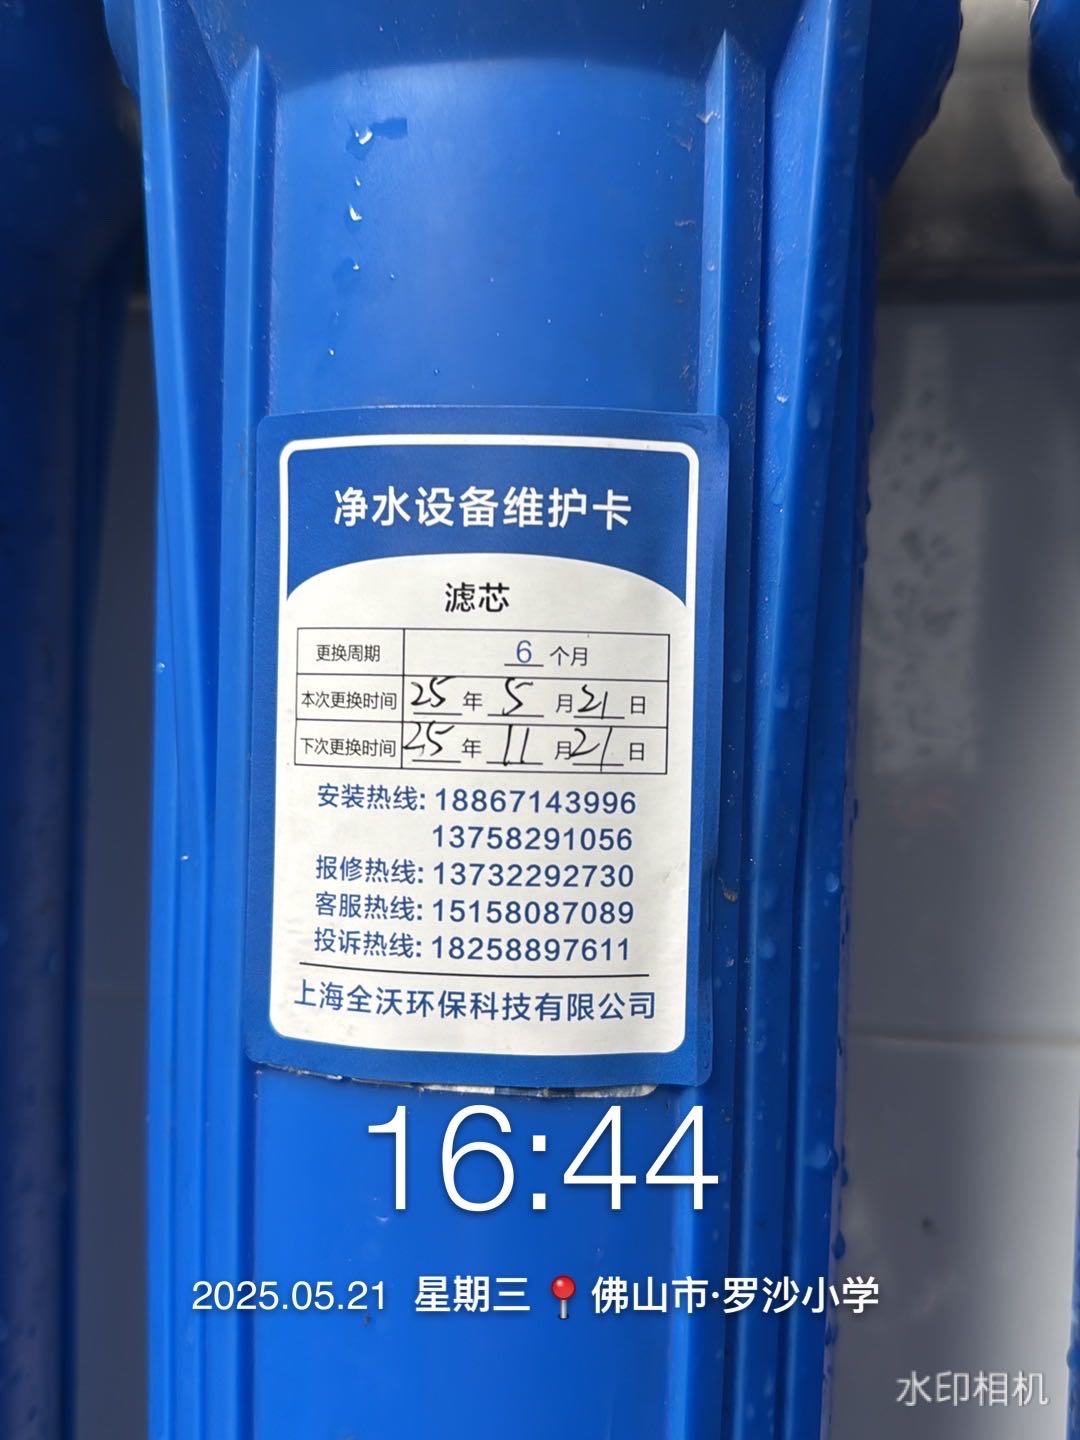 净水设备维护卡
滤芯
更换周期 6 个月
本次更换时间 25 年 5 月 21 日
下次更换时间 25 年 11 月 21 日
安装热线: 18867143996
13758291056
报修热线: 13732292730
客服热线: 15158087089
投诉热线: 18258897611
上海全沃环保科技有限公司
16:44
2025.05.21 星期三 📍佛山市·罗沙小学
水印相机